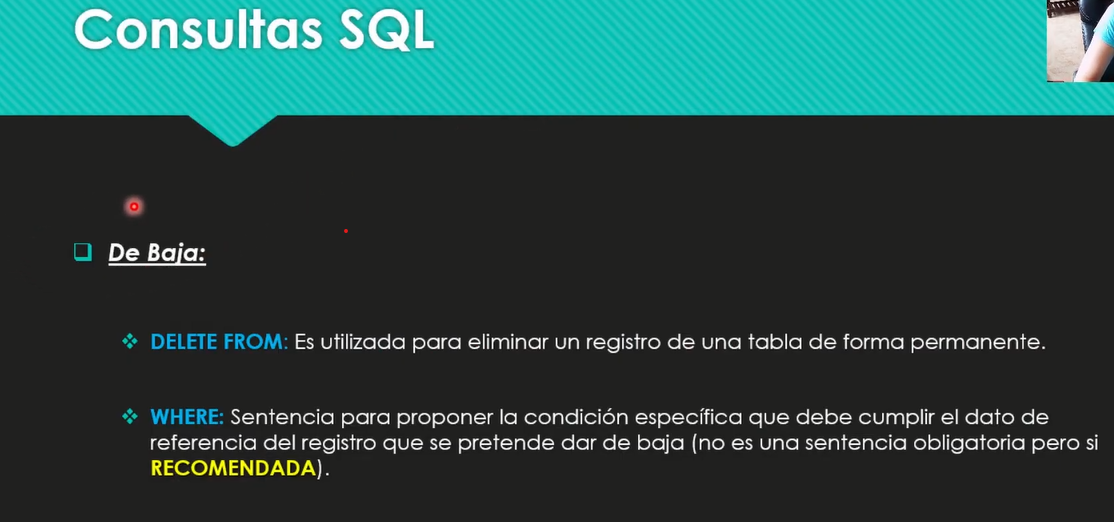 Consultas SQL
De Baja:
DELETE FROM: Es utilizada para eliminar un registro de una tabla de forma permanente.
WHERE: Sentencia para proponer la condición específica que debe cumplir el dato de
referencia del registro que se pretende dar de baja (no es una sentencia obligatoria pero si
RECOMENDADA).